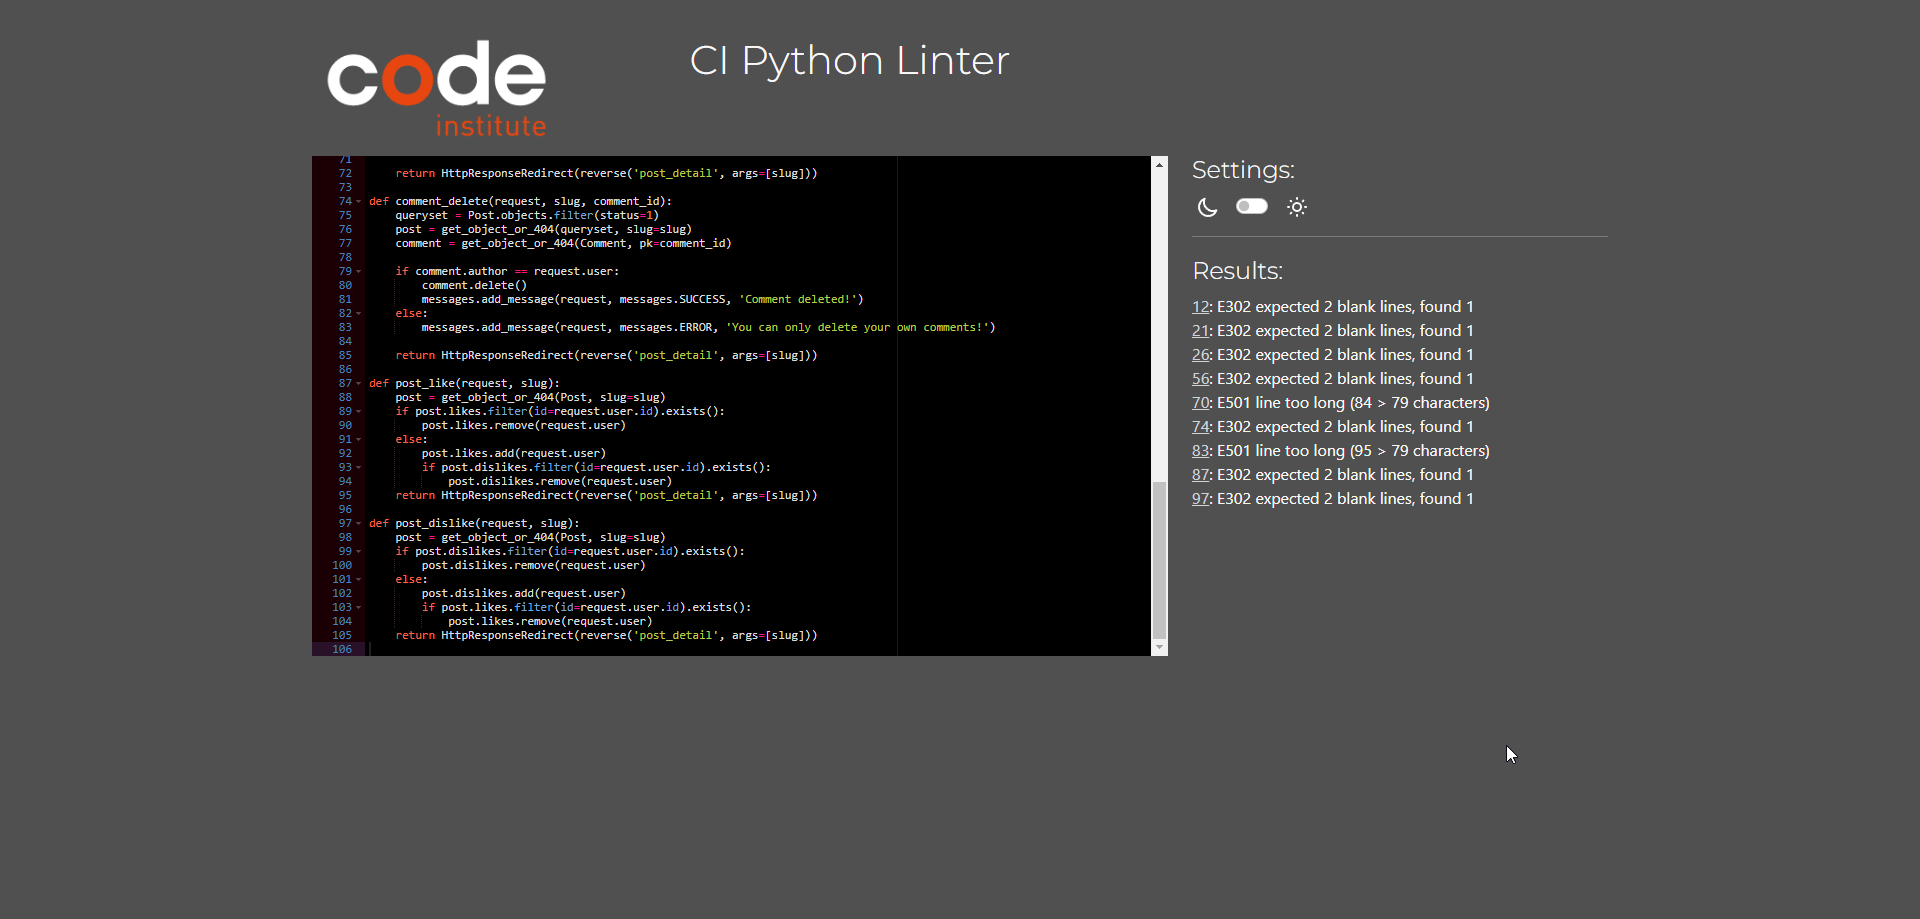 code
institute
CI Python Linter
71
72 return HttpResponseRedirect(reverse('post_detail', args=[slug]))
73
74 def comment_delete(request, slug, comment_id):
75 queryset = Post.objects.filter(status=1)
76 post = get_object_or_404(queryset, slug=slug)
77 comment = get_object_or_404(Comment, pk=comment_id)
78
79 if comment.author == request.user:
80 comment.delete()
81 messages.add_message(request, messages.SUCCESS, 'Comment deleted!')
82 else:
83 messages.add_message(request, messages.ERROR, 'You can only delete your own comments!')
84
85 return HttpResponseRedirect(reverse('post_detail', args=[slug]))
86
87 def post_like(request, slug):
88 post = get_object_or_404(Post, slug=slug)
89 if post.likes.filter(id=request.user.id).exists():
90 post.likes.remove(request.user)
91 else:
92 post.likes.add(request.user)
93 if post.dislikes.filter(id=request.user.id).exists():
94 post.dislikes.remove(request.user)
95 return HttpResponseRedirect(reverse('post_detail', args=[slug]))
96
97 def post_dislike(request, slug):
98 post = get_object_or_404(Post, slug=slug)
99 if post.dislikes.filter(id=request.user.id).exists():
100 post.dislikes.remove(request.user)
101 else:
102 post.dislikes.add(request.user)
103 if post.likes.filter(id=request.user.id).exists():
104 post.likes.remove(request.user)
105 return HttpResponseRedirect(reverse('post_detail', args=[slug]))
106
Settings:
Results:
12: E302 expected 2 blank lines, found 1
21: E302 expected 2 blank lines, found 1
26: E302 expected 2 blank lines, found 1
56: E302 expected 2 blank lines, found 1
70: E501 line too long (84 > 79 characters)
74: E302 expected 2 blank lines, found 1
83: E501 line too long (95 > 79 characters)
87: E302 expected 2 blank lines, found 1
97: E302 expected 2 blank lines, found 1